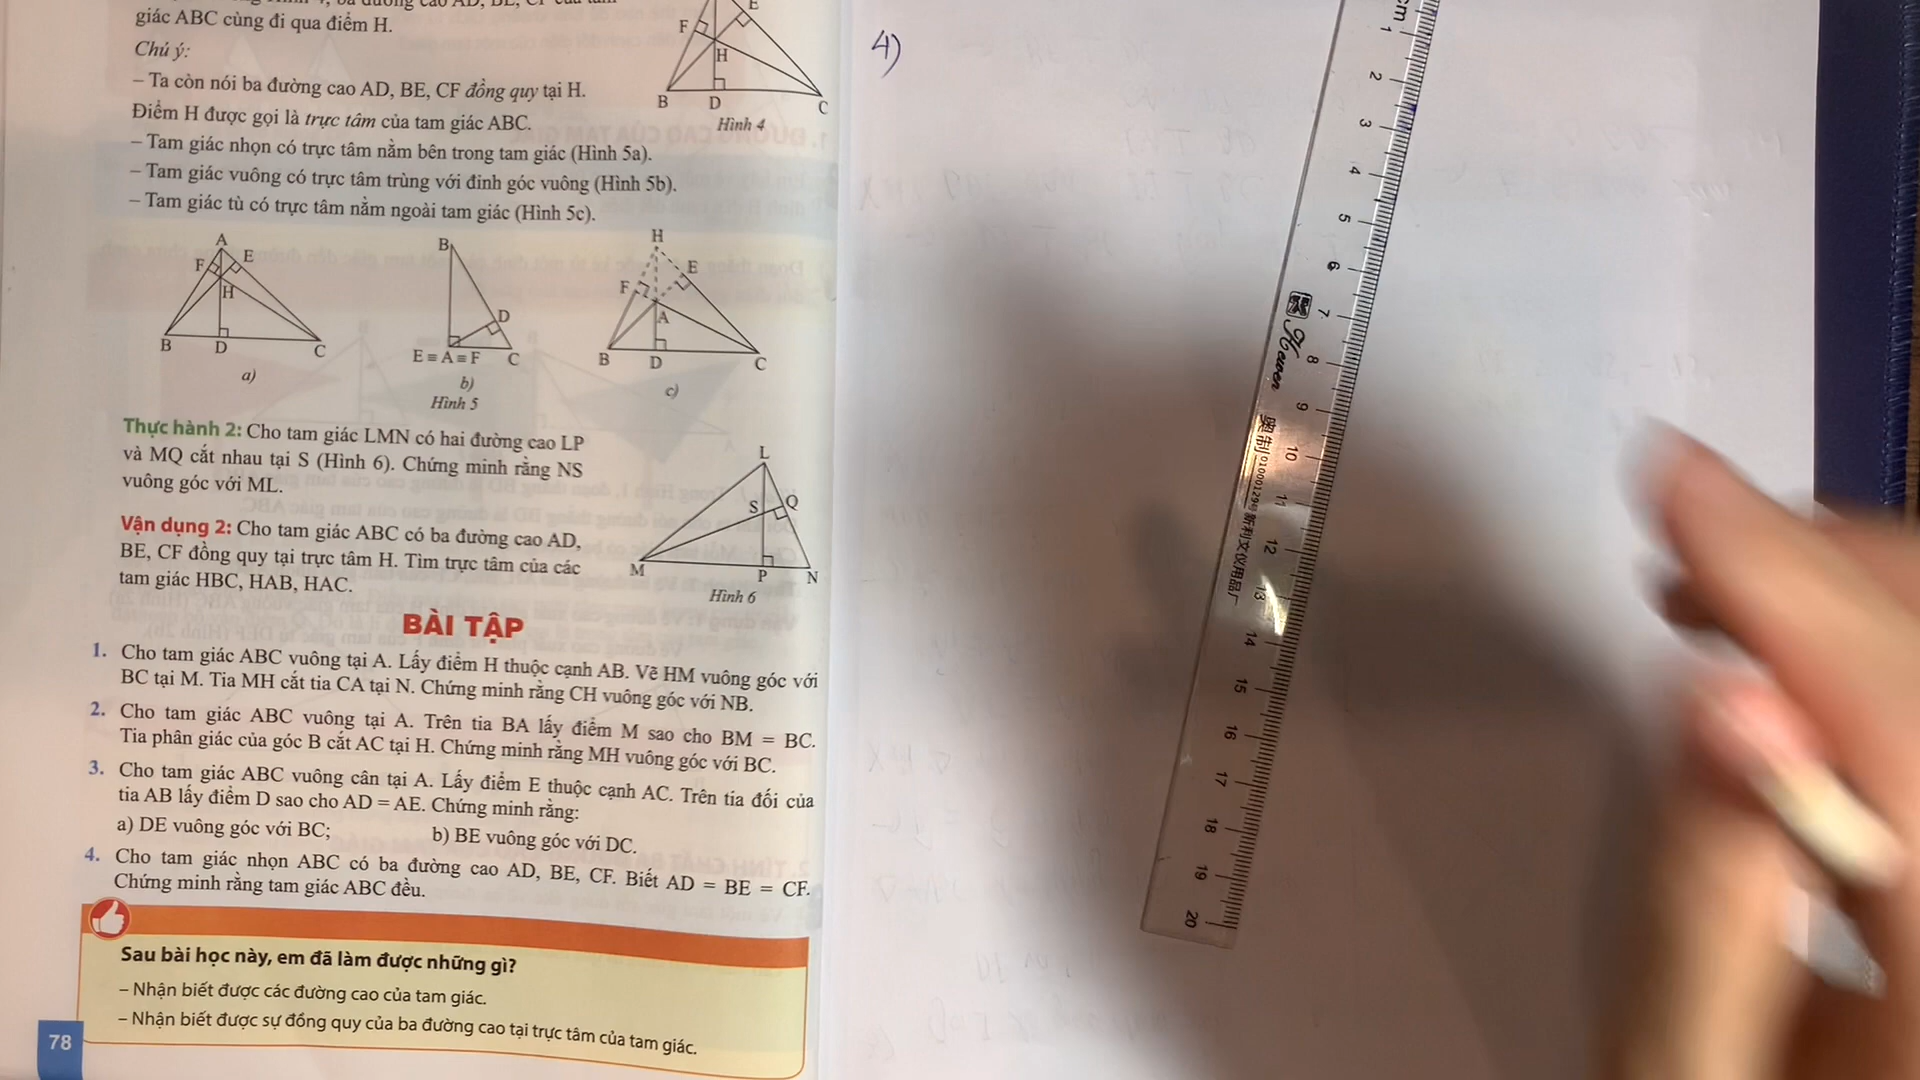 giác ABC cùng đi qua điểm H.
Chú ý:
– Ta còn nói ba đường cao AD, BE, CF đồng quy tại H.
Điểm H được gọi là trực tâm của tam giác ABC.
– Tam giác nhọn có trực tâm nằm bên trong tam giác (Hình 5a).
– Tam giác vuông có trực tâm trùng với đỉnh góc vuông (Hình 5b).
– Tam giác tù có trực tâm nằm ngoài tam giác (Hình 5c).
E
F
H
B
D
C
Hình 4
A
F
E
H
B
D
C
a)
B
D
E ≡ A ≡ F
C
b)
Hình 5
H
E
F
A
B
D
C
c)
Thực hành 2: Cho tam giác LMN có hai đường cao LP
và MQ cắt nhau tại S (Hình 6). Chứng minh rằng NS
vuông góc với ML.
Vận dụng 2: Cho tam giác ABC có ba đường cao AD,
BE, CF đồng quy tại trực tâm H. Tìm trực tâm của các
tam giác HBC, HAB, HAC.
L
S
Q
M
P
N
Hình 6
BÀI TẬP
1. Cho tam giác ABC vuông tại A. Lấy điểm H thuộc cạnh AB. Vẽ HM vuông góc với
BC tại M. Tia MH cắt tia CA tại N. Chứng minh rằng CH vuông góc với NB.
2. Cho tam giác ABC vuông tại A. Trên tia BA lấy điểm M sao cho BM = BC.
Tia phân giác của góc B cắt AC tại H. Chứng minh rằng MH vuông góc với BC.
3. Cho tam giác ABC vuông cân tại A. Lấy điểm E thuộc cạnh AC. Trên tia đối của
tia AB lấy điểm D sao cho AD = AE. Chứng minh rằng:
a) DE vuông góc với BC; b) BE vuông góc với DC.
4. Cho tam giác nhọn ABC có ba đường cao AD, BE, CF. Biết AD = BE = CF.
Chứng minh rằng tam giác ABC đều.
Sau bài học này, em đã làm được những gì?
– Nhận biết được các đường cao của tam giác.
– Nhận biết được sự đồng quy của ba đường cao tại trực tâm của tam giác.
78
4)
cm 1 2 3 4 5 6 7 8 9 10 11 12 13 14 15 16 17 18 19 20